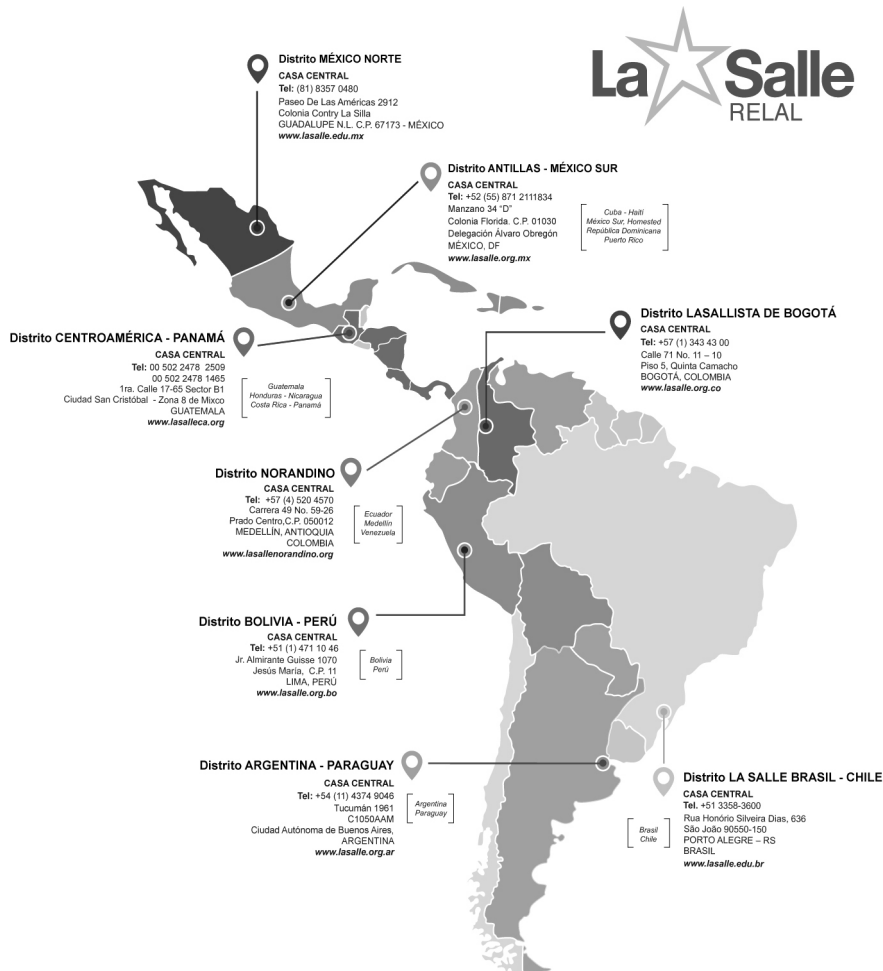 Distrito MÉXICO NORTE
CASA CENTRAL
Tel: (81) 8357 0480
Paseo De Las Américas 2912
Colonia Contry La Silla
GUADALUPE N.L. C.P. 67173 - MÉXICO
www.lasalle.edu.mx
La Salle
RELAL
Distrito ANTILLAS - MÉXICO SUR
CASA CENTRAL
Tel: +52 (55) 871 2111834
Manzano 34 “D”
Colonia Florida. C.P. 01030
Delegación Álvaro Obregón
MÉXICO, DF
www.lasalle.org.mx
Cuba - Haití
México Sur, Homested
República Dominicana
Puerto Rico
Distrito CENTROAMÉRICA - PANAMÁ
CASA CENTRAL
Tel: 00 502 2478 2509
00 502 2478 1465
1ra. Calle 17-65 Sector B1
Ciudad San Cristóbal - Zona 8 de Mixco
GUATEMALA
www.lasalleca.org
Guatemala
Honduras - Nicaragua
Costa Rica - Panamá
Distrito LASALLISTA DE BOGOTÁ
CASA CENTRAL
Tel: +57 (1) 343 43 00
Calle 71 No. 11 – 10
Piso 5, Quinta Camacho
BOGOTÁ, COLOMBIA
www.lasalle.org.co
Distrito NORANDINO
CASA CENTRAL
Tel: +57 (4) 520 4570
Carrera 49 No. 59-26
Prado Centro,C.P. 050012
MEDELLÍN, ANTIOQUIA
COLOMBIA
www.lasallenorandino.org
Ecuador
Medellín
Venezuela
Distrito BOLIVIA - PERÚ
CASA CENTRAL
Tel: +51 (1) 471 10 46
Jr. Almirante Guisse 1070
Jesús María, C.P. 11
LIMA, PERÚ
www.lasalle.org.bo
Bolivia
Perú
Distrito ARGENTINA - PARAGUAY
CASA CENTRAL
Tel: +54 (11) 4374 9046
Tucumán 1961
C1050AAM
Ciudad Autónoma de Buenos Aires,
ARGENTINA
www.lasalle.org.ar
Argentina
Paraguay
Distrito LA SALLE BRASIL - CHILE
CASA CENTRAL
Tel. +51 3358-3600
Rua Honório Silveira Dias, 636
São João 90550-150
PORTO ALEGRE – RS
BRASIL
www.lasalle.edu.br
Brasil
Chile